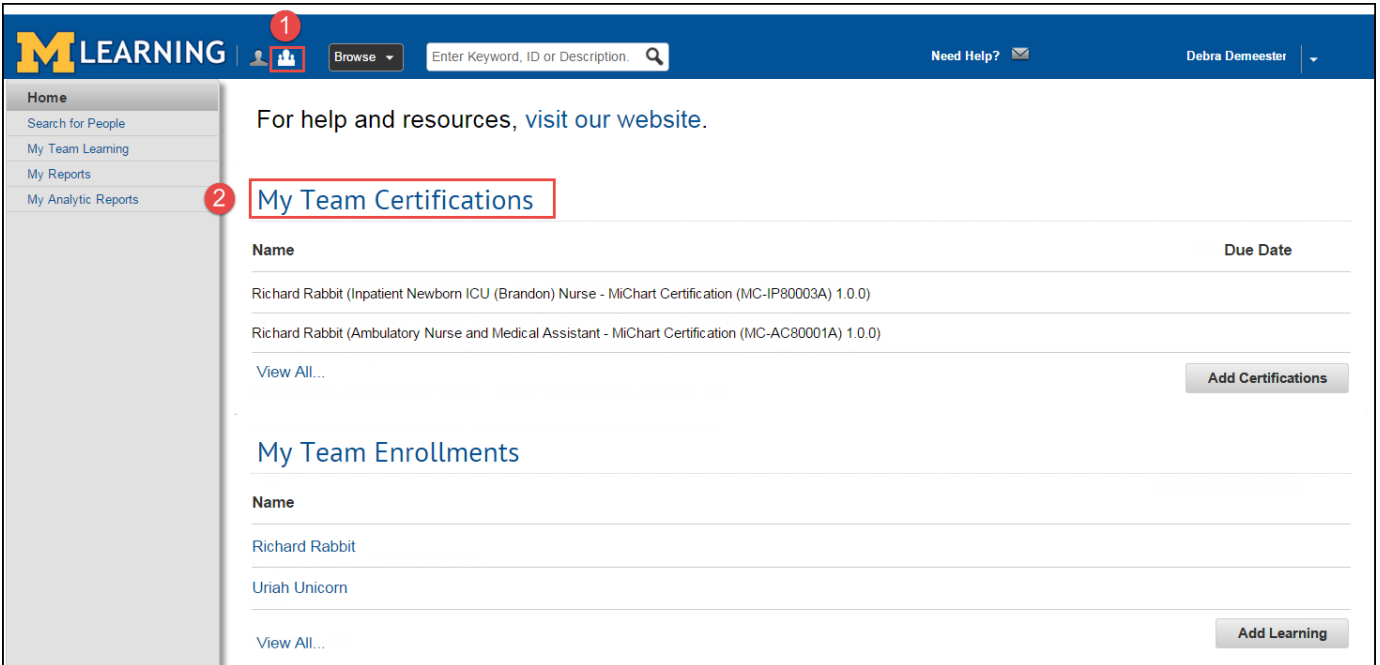 1
M LEARNING Browse Enter Keyword, ID or Description. Need Help? Debra Demeester
Home
Search for People
My Team Learning
My Reports
My Analytic Reports
For help and resources, visit our website.
2 My Team Certifications
Name Due Date
Richard Rabbit (Inpatient Newborn ICU (Brandon) Nurse - MiChart Certification (MC-IP80003A) 1.0.0)
Richard Rabbit (Ambulatory Nurse and Medical Assistant - MiChart Certification (MC-AC80001A) 1.0.0)
View All... Add Certifications
My Team Enrollments
Name
Richard Rabbit
Uriah Unicorn
View All... Add Learning